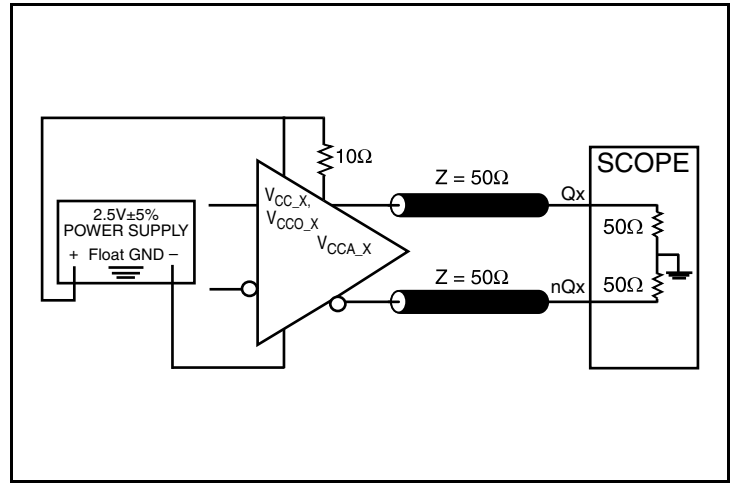 10Ω
V_CC_X,
V_CCO_X
V_CCA_X
2.5V±5%
POWER SUPPLY
+ Float GND −
Z = 50Ω
Qx
Z = 50Ω
nQx
SCOPE
50Ω
50Ω